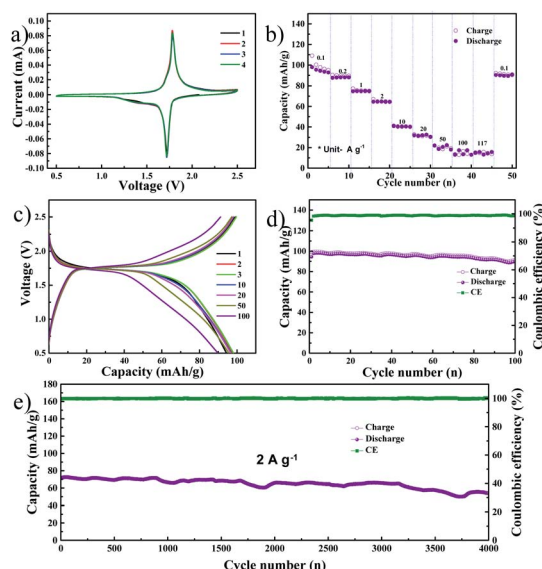 a)
Current (mA)
0.10
0.08
0.06
0.04
0.02
0.00
-0.02
-0.04
-0.06
-0.08
-0.10
0.5 1.0 1.5 2.0 2.5
Voltage (V)
1
2
3
4
b)
Capacity (mAh/g)
140
120
100
80
60
40
20
0
0 10 20 30 40 50
Cycle number (n)
Charge
Discharge
0.1
0.2
1
2
10
20
50
100
117
0.1
* Unit- A g⁻¹
c)
Voltage (V)
2.5
2.0
1.5
1.0
0.5
0 20 40 60 80 100
Capacity (mAh/g)
1
2
3
10
20
50
100
d)
Capacity (mAh/g)
140
120
100
80
60
40
20
0
0 20 40 60 80 100
Cycle number (n)
Charge
Discharge
CE
100
80
60
40
20
0
Coulombic efficiency (%)
e)
Capacity (mAh/g)
180
160
140
120
100
80
60
40
20
0
0 500 1000 1500 2000 2500 3000 3500 4000
Cycle number (n)
Charge
Discharge
CE
2 A g⁻¹
100
80
60
40
20
0
Coulombic efficiency (%)